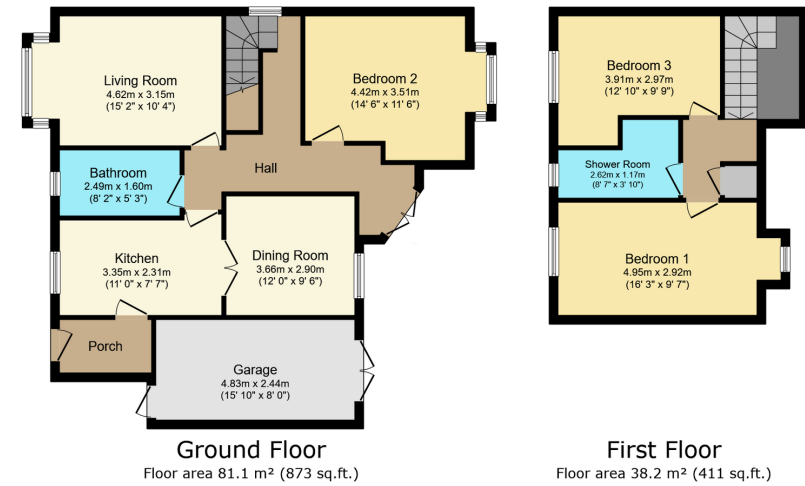 Living Room
4.62m x 3.15m
(15' 2" x 10' 4")
Bedroom 2
4.42m x 3.51m
(14' 6" x 11' 6")
Bathroom
2.49m x 1.60m
(8' 2" x 5' 3")
Hall
Kitchen
3.35m x 2.31m
(11' 0" x 7' 7")
Dining Room
3.66m x 2.90m
(12' 0" x 9' 6")
Porch
Garage
4.83m x 2.44m
(15' 10" x 8' 0")
Ground Floor
Floor area 81.1 m² (873 sq.ft.)
Bedroom 3
3.91m x 2.97m
(12' 10" x 9' 9")
Shower Room
2.62m x 1.17m
(8' 7" x 3' 10")
Bedroom 1
4.95m x 2.92m
(16' 3" x 9' 7")
First Floor
Floor area 38.2 m² (411 sq.ft.)